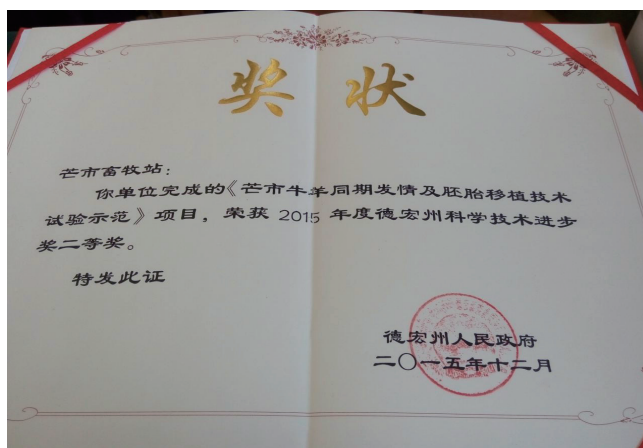 奖状
芒市畜牧站：
你单位完成的《芒市牛羊同期发情及胚胎移植技术
试验示范》项目，荣获 2015 年度德宏州科学技术进步
奖二等奖。
特发此证
德宏州人民政府
二〇一五年十二月